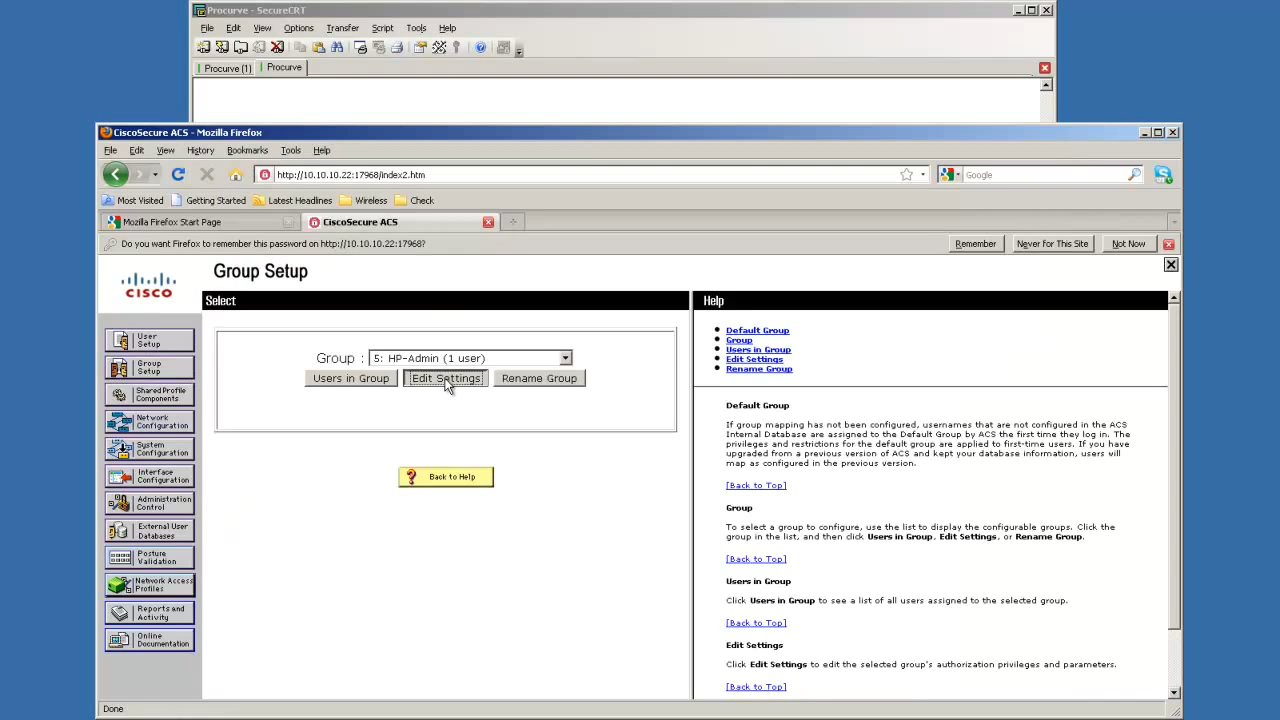 Procurve - SecureCRT
File Edit View Options Transfer Script Tools Help
Procurve (1) Procurve
CiscoSecure ACS - Mozilla Firefox
File Edit View History Bookmarks Tools Help
http://10.10.10.22:17968/index2.htm
Google
Most Visited Getting Started Latest Headlines Wireless Check
Mozilla Firefox Start Page CiscoSecure ACS
Do you want Firefox to remember this password on http://10.10.10.22:17968?
Remember Never for This Site Not Now
CISCO
Group Setup
Select
Help
User
Setup
Group
Setup
Shared Profile
Components
Network
Configuration
System
Configuration
Interface
Configuration
Administration
Control
External User
Databases
Posture
Validation
Network Access
Profiles
Reports and
Activity
Online
Documentation
Group : 5: HP-Admin (1 user)
Users in Group Edit Settings Rename Group
? Back to Help
Default Group
Group
Users in Group
Edit Settings
Rename Group
Default Group
If group mapping has not been configured, usernames that are not configured in the ACS
Internal Database are assigned to the Default Group by ACS the first time they log in. The
privileges and restrictions for the default group are applied to first-time users. If you have
upgraded from a previous version of ACS and kept your database information, users will
map as configured in the previous version.
[Back to Top]
Group
To select a group to configure, use the list to display the configurable groups. Click the
group in the list, and then click Users in Group, Edit Settings, or Rename Group.
[Back to Top]
Users in Group
Click Users in Group to see a list of all users assigned to the selected group.
[Back to Top]
Edit Settings
Click Edit Settings to edit the selected group's authorization privileges and parameters.
[Back to Top]
Done